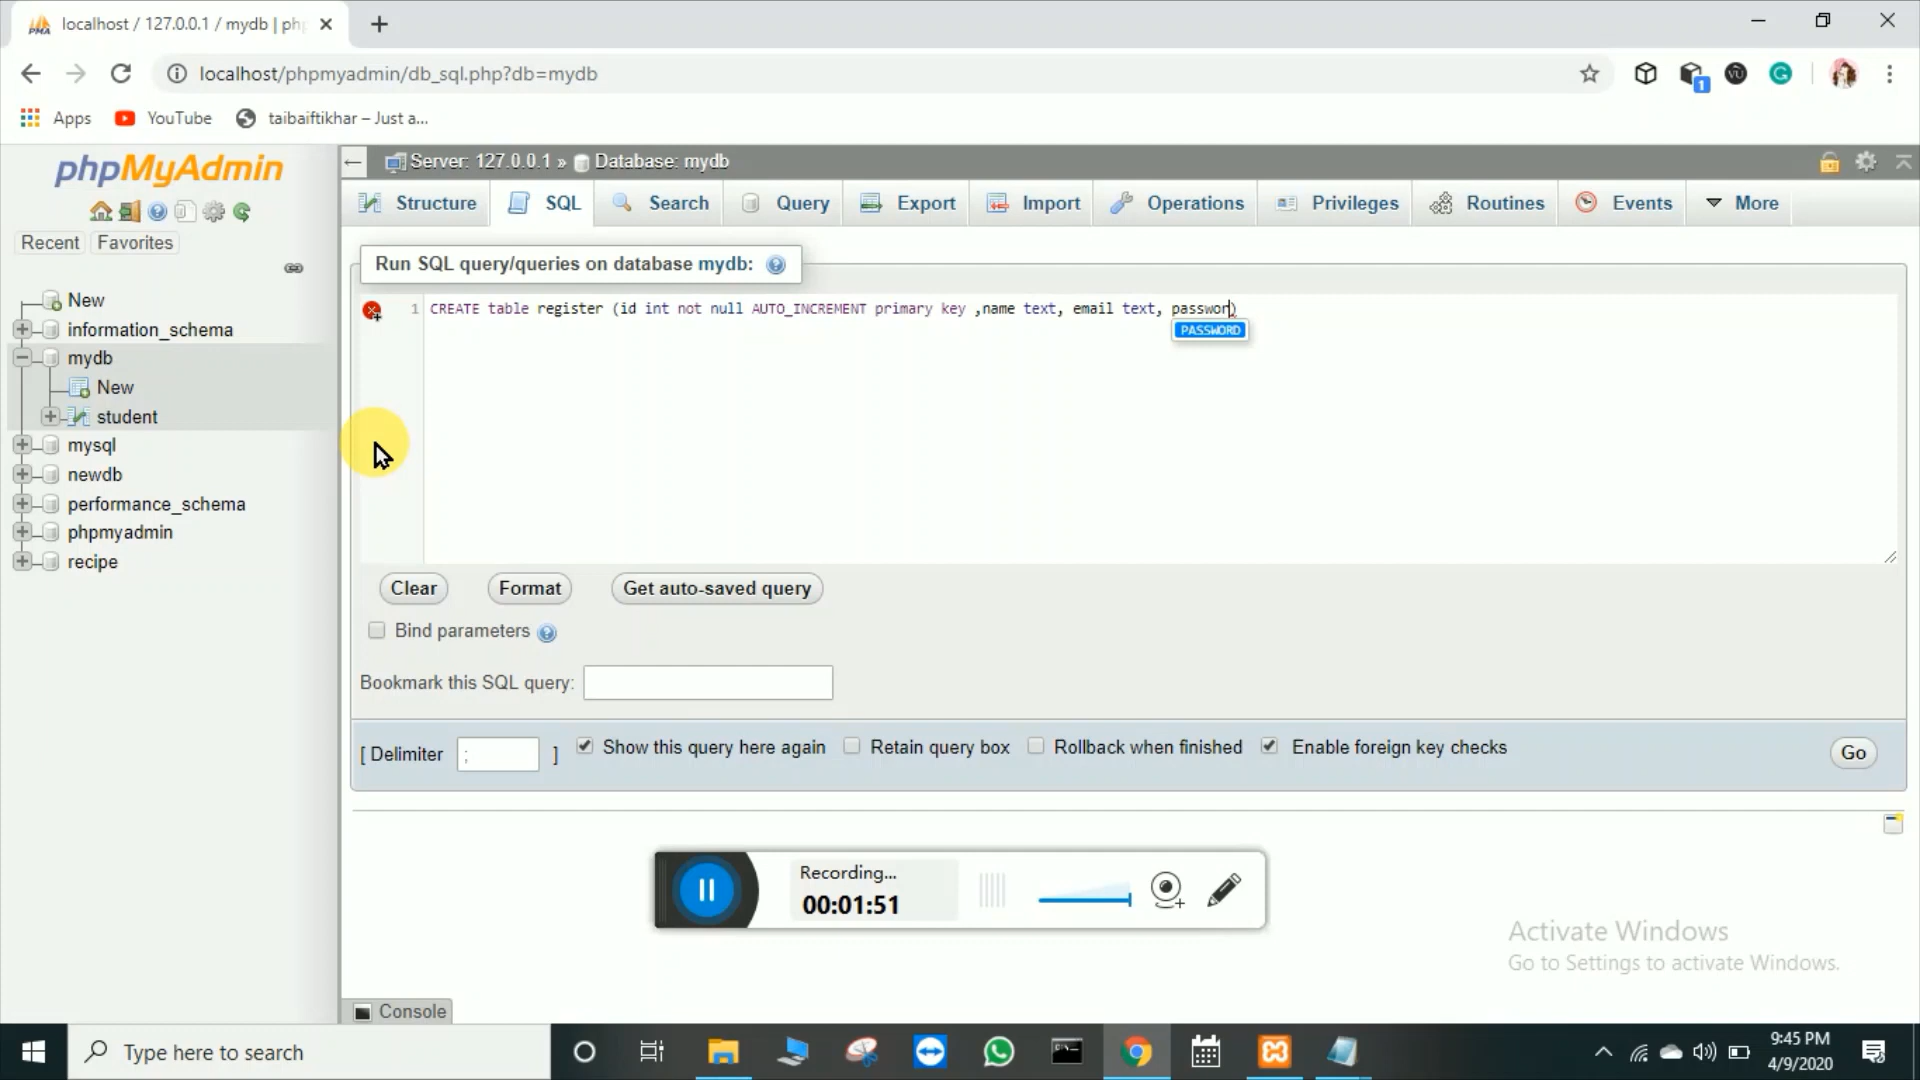 localhost / 127.0.0.1 / mydb | ph
localhost/phpmyadmin/db_sql.php?db=mydb
1
VU
G
Apps
YouTube
taibaiftikhar – Just a...
phpMyAdmin
Recent
Favorites
New
information_schema
mydb
New
student
mysql
newdb
performance_schema
phpmyadmin
recipe
Server: 127.0.0.1 » Database: mydb
Structure
SQL
Search
Query
Export
Import
Operations
Privileges
Routines
Events
More
Run SQL query/queries on database mydb:
1 CREATE table register (id int not null AUTO_INCREMENT primary key ,name text, email text, passwor)
PASSWORD
Clear
Format
Get auto-saved query
Bind parameters
Bookmark this SQL query:
[ Delimiter ; ]
Show this query here again
Retain query box
Rollback when finished
Enable foreign key checks
Go
Recording...
00:01:51
Activate Windows
Go to Settings to activate Windows.
Console
Type here to search
9:45 PM
4/9/2020